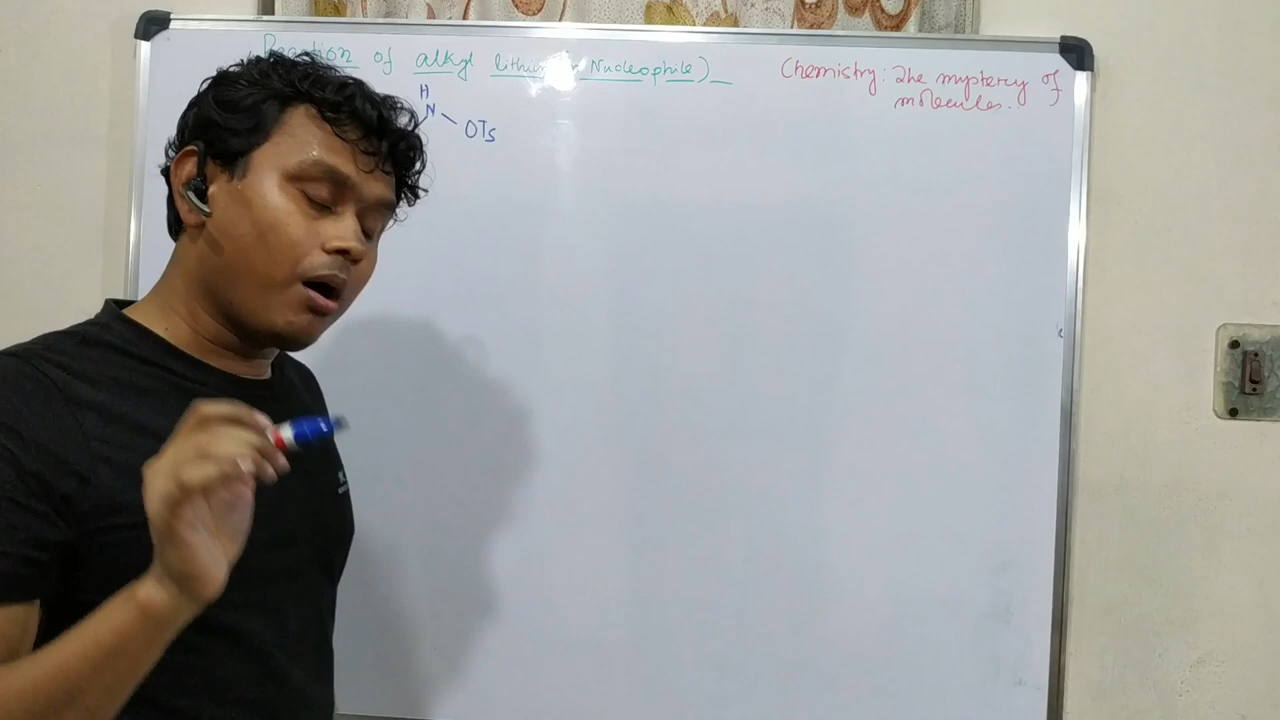 Reaction of alkyl lithium Nucleophile)
Chemistry: The mystery of
molecules.
H
N
OTs